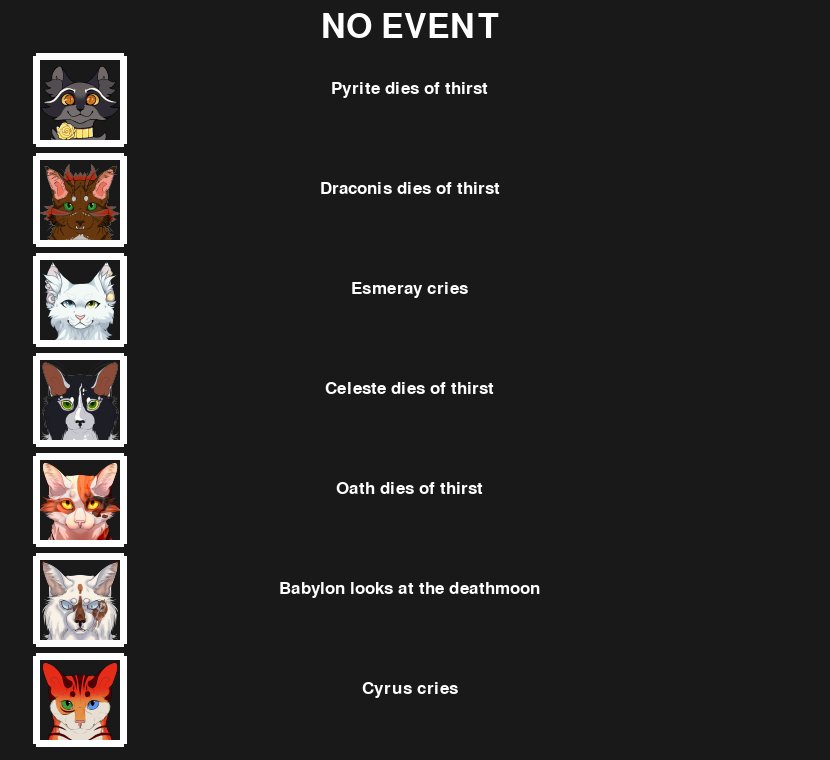 NO EVENT
Pyrite dies of thirst
Draconis dies of thirst
Esmeray cries
Celeste dies of thirst
Oath dies of thirst
Babylon looks at the deathmoon
Cyrus cries